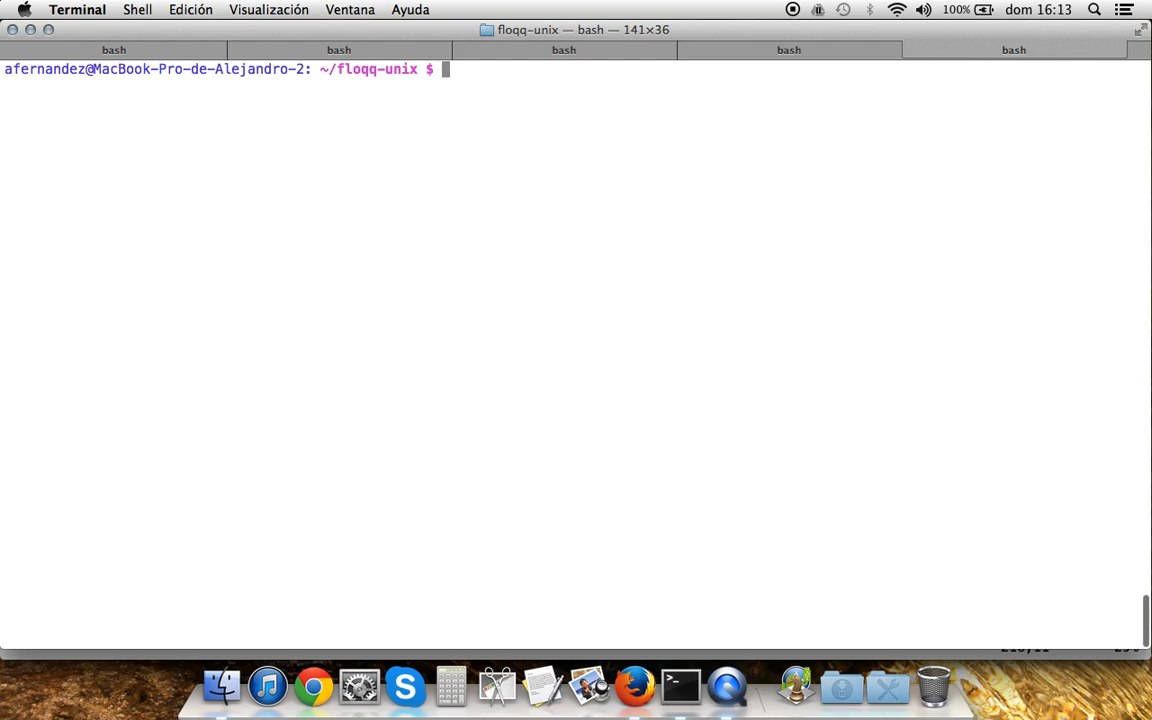 Terminal Shell Edición Visualización Ventana Ayuda 100% dom 16:13
floqq-unix — bash — 141×36
bash bash bash bash bash
afernandez@MacBook-Pro-de-Alejandro-2: ~/floqq-unix $